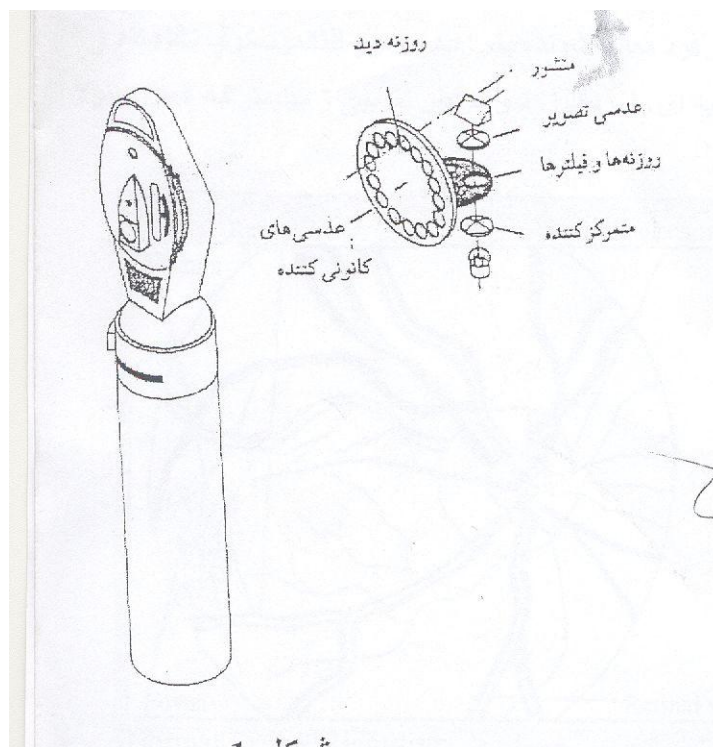 روزنه دید
منشور
عدسی تصویر
روزنه‌ها و فیلترها
متمرکز کننده
عدسی‌های
کانونی کننده